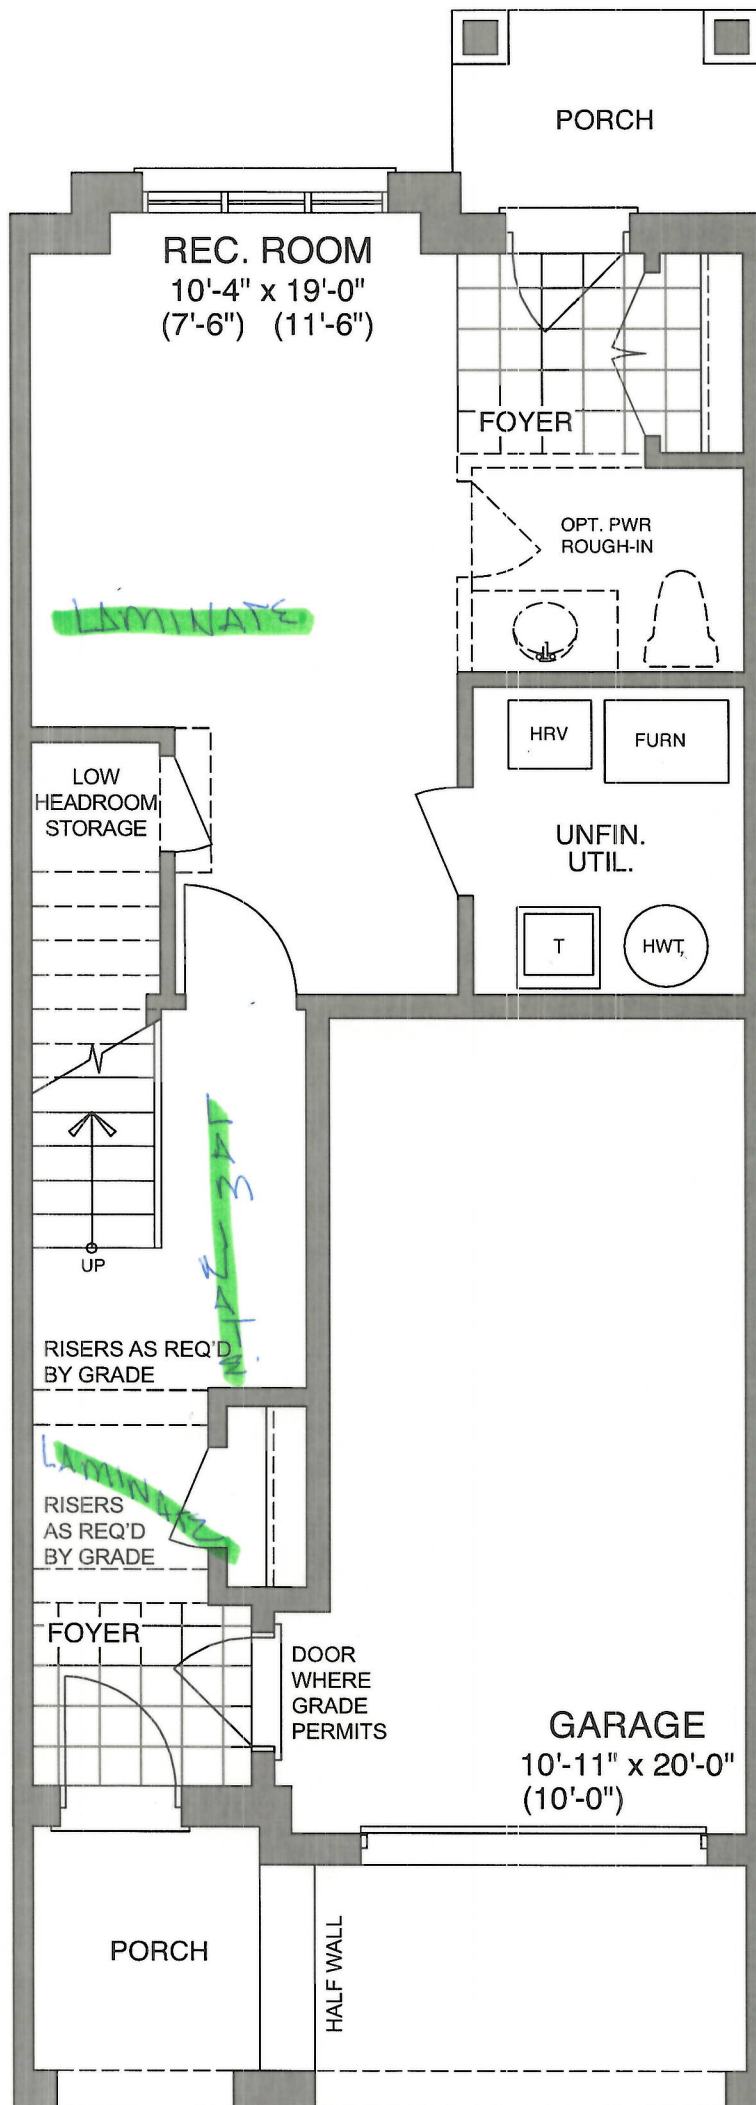 PORCH
REC. ROOM
10'-4" x 19'-0"
(7'-6") (11'-6")
FOYER
OPT. PWR
ROUGH-IN
LAMINATE
HRV
FURN
LOW
HEADROOM
STORAGE
UNFIN.
UTIL.
T
HWT
LAMINATE
UP
RISERS AS REQ'D
BY GRADE
LAMINATE
RISERS
AS REQ'D
BY GRADE
FOYER
DOOR
WHERE
GRADE
PERMITS
GARAGE
10'-11" x 20'-0"
(10'-0")
PORCH
HALF WALL